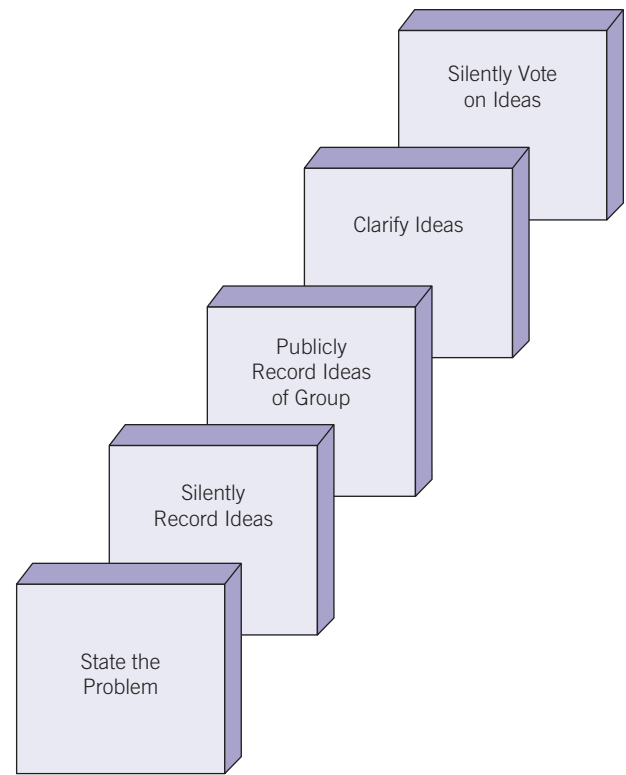 Silently Vote
on Ideas
Clarify Ideas
Publicly
Record Ideas
of Group
Silently
Record Ideas
State the
Problem